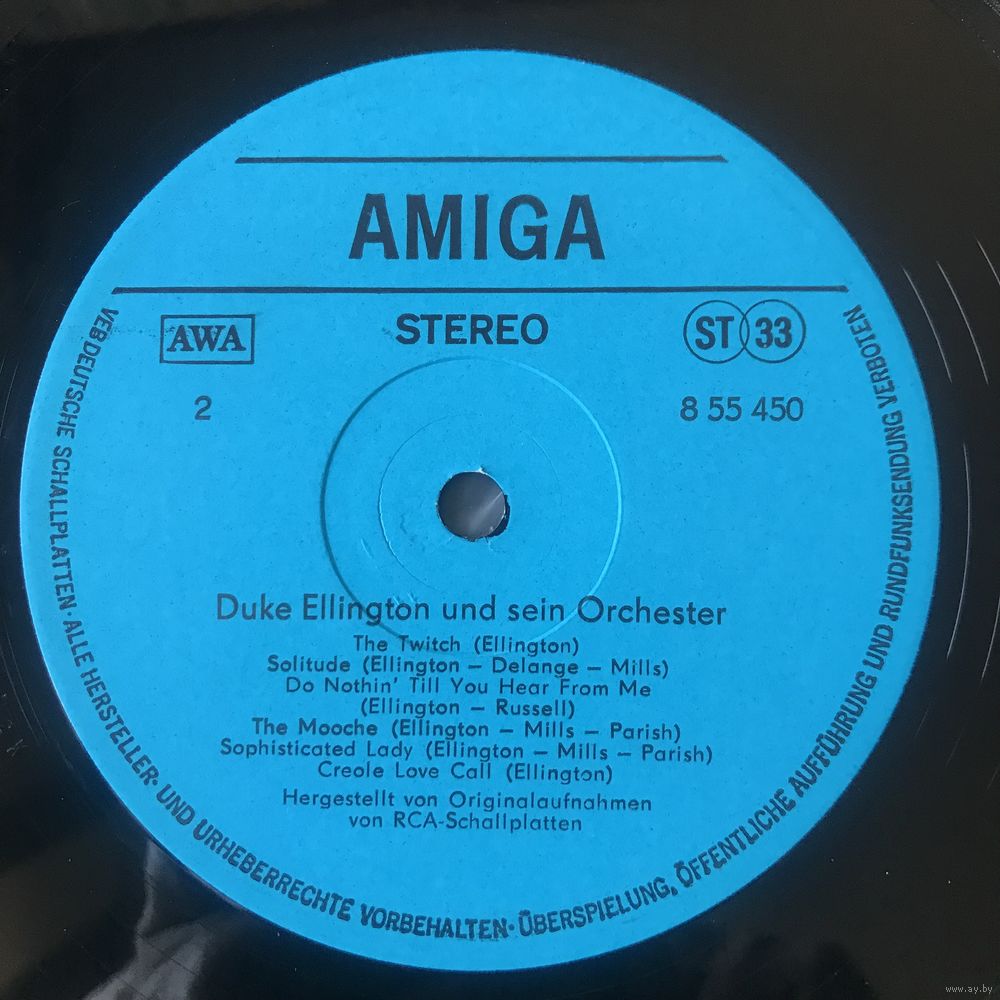 AMIGA
AWA
STEREO
ST 33
2
8 55 450
Duke Ellington und sein Orchester
The Twitch (Ellington)
Solitude (Ellington – Delange – Mills)
Do Nothin' Till You Hear From Me
(Ellington – Russell)
The Mooche (Ellington – Mills – Parish)
Sophisticated Lady (Ellington – Mills – Parish)
Creole Love Call (Ellington)
Hergestellt von Originalaufnahmen
von RCA-Schallplatten
VEB DEUTSCHE SCHALLPLATTEN · ALLE HERSTELLER- UND URHEBERRECHTE VORBEHALTEN · ÜBERSPIELUNG, ÖFFENTLICHE AUFFÜHRUNG UND RUNDFUNKSENDUNG VERBOTEN
www.ay.by